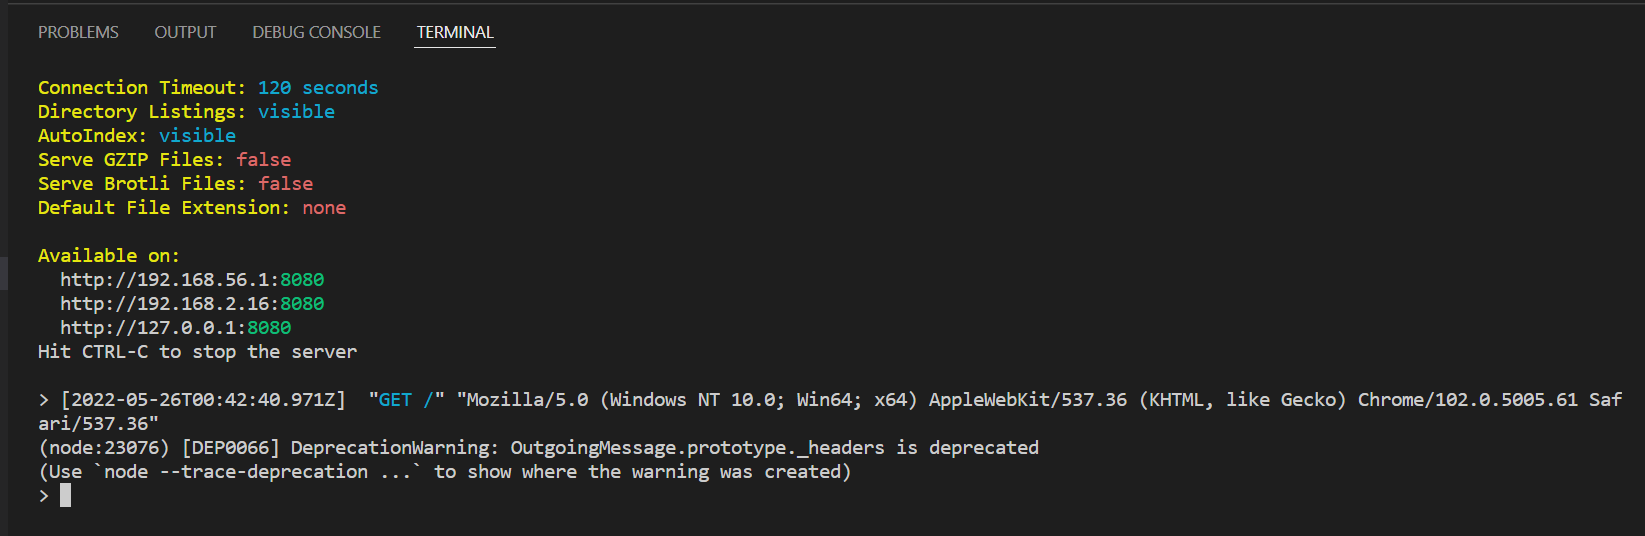 PROBLEMS OUTPUT DEBUG CONSOLE TERMINAL
Connection Timeout: 120 seconds
Directory Listings: visible
AutoIndex: visible
Serve GZIP Files: false
Serve Brotli Files: false
Default File Extension: none
Available on:
http://192.168.56.1:8080
http://192.168.2.16:8080
http://127.0.0.1:8080
Hit CTRL-C to stop the server
> [2022-05-26T00:42:40.971Z]  "GET /" "Mozilla/5.0 (Windows NT 10.0; Win64; x64) AppleWebKit/537.36 (KHTML, like Gecko) Chrome/102.0.5005.61 Saf
ari/537.36"
(node:23076) [DEP0066] DeprecationWarning: OutgoingMessage.prototype._headers is deprecated
(Use `node --trace-deprecation ...` to show where the warning was created)
>